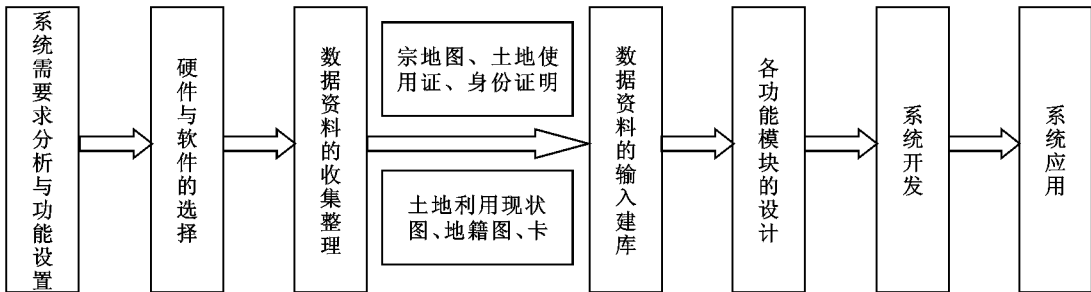 系统需要求分析与功能设置
硬件与软件的选择
数据资料的收集整理
宗地图、土地使
用证、身份证明
土地利用现状
图、地籍图、卡
数据资料的输入建库
各功能模块的设计
系统开发
系统应用